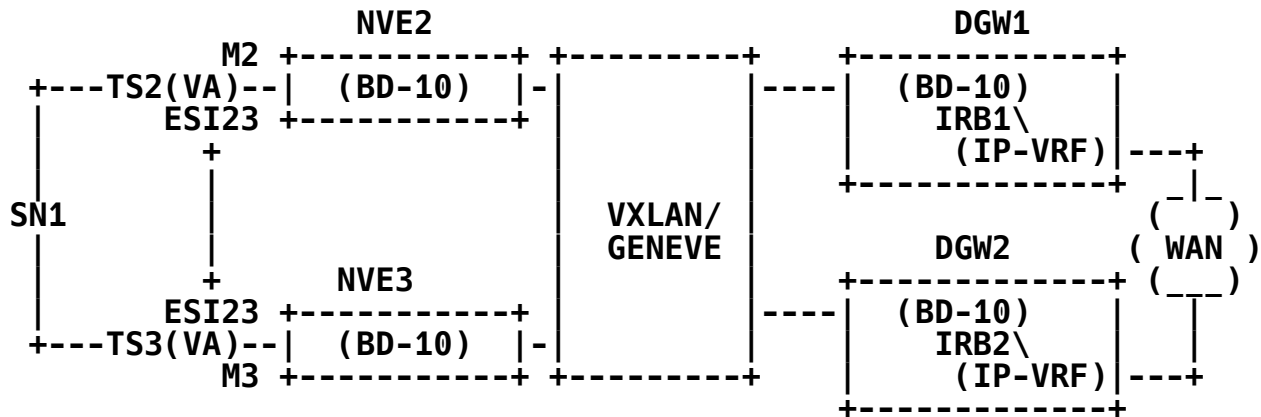 NVE2 DGW1
M2 +-----------+ +---------+ +-------------+
+---TS2(VA)--| (BD-10) |-| |----| (BD-10) |
| ESI23 +-----------+ | | | IRB1\ |
| + | | | (IP-VRF)|---+
| | | | +-------------+ _|_
SN1 | | VXLAN/ | ( )
| | | GENEVE | DGW2 ( WAN )
| + NVE3 | | +-------------+ (___)
| ESI23 +-----------+ | |----| (BD-10) | |
+---TS3(VA)--| (BD-10) |-| | | IRB2\ | |
M3 +-----------+ +---------+ | (IP-VRF)|---+
+-------------+